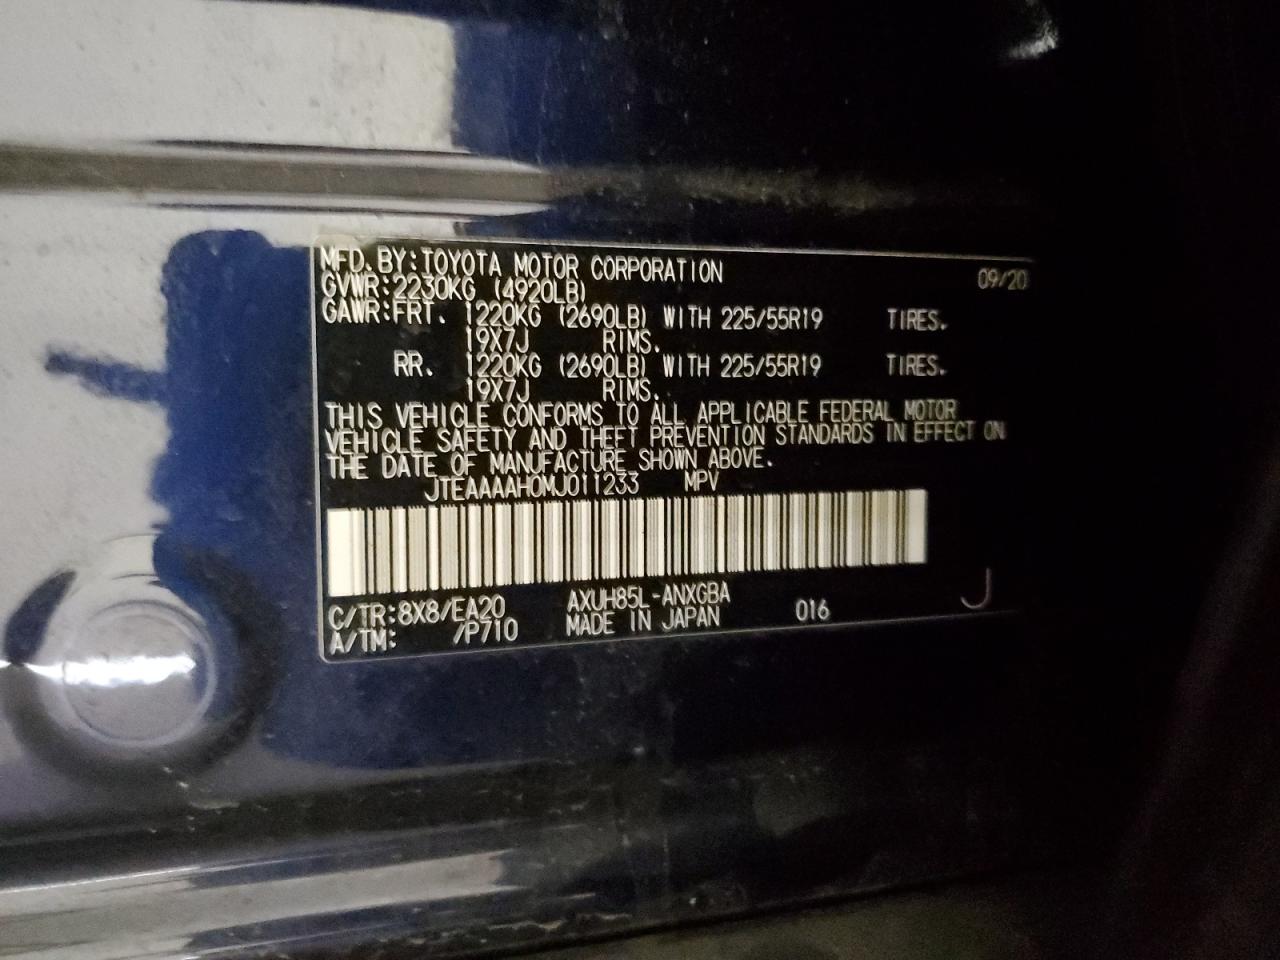 MFD. BY:TOYOTA MOTOR CORPORATION 09/20
GVWR:2230KG (4920LB)
GAWR:FRT. 1220KG (2690LB) WITH 225/55R19 TIRES.
19X7J RIMS.
RR. 1220KG (2690LB) WITH 225/55R19 TIRES.
19X7J RIMS.
THIS VEHICLE CONFORMS TO ALL APPLICABLE FEDERAL MOTOR
VEHICLE SAFETY AND THEFT PREVENTION STANDARDS IN EFFECT ON
THE DATE OF MANUFACTURE SHOWN ABOVE.
JTEAAAAH0MJ011233 MPV
C/TR:8X8/EA20 AXUH85L-ANXGBA
A/TM: /P710 MADE IN JAPAN 016 J